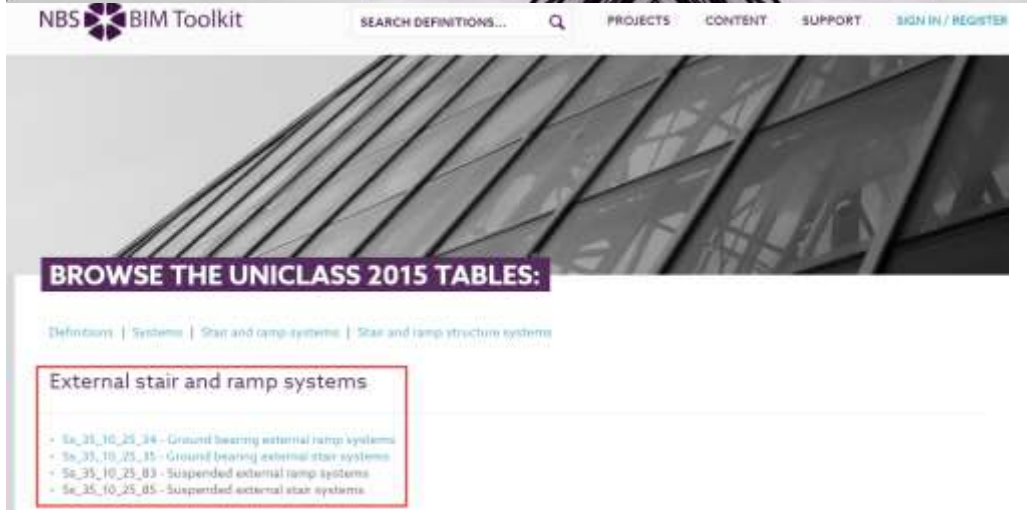 NBS BIM Toolkit SEARCH DEFINITIONS... PROJECTS CONTENT SUPPORT SIGN IN / REGISTER
BROWSE THE UNICLASS 2015 TABLES:
Definitions | Systems | Stair and ramp systems | Stair and ramp structure systems
External stair and ramp systems
• Ss_35_10_25_34 - Ground bearing external ramp systems
• Ss_35_10_25_35 - Ground bearing external stair systems
• Ss_35_10_25_83 - Suspended external ramp systems
• Ss_35_10_25_85 - Suspended external stair systems